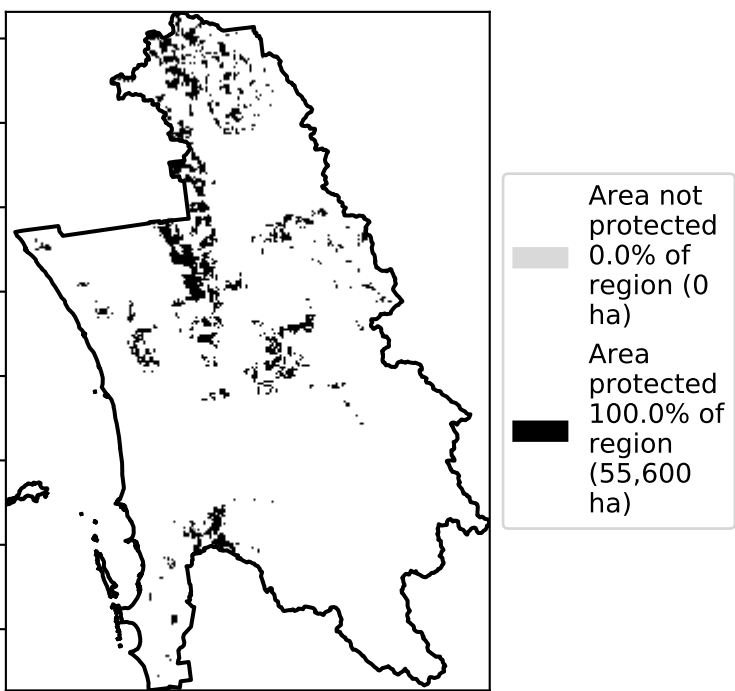 Area not
protected
0.0% of
region (0
ha)
Area
protected
100.0% of
region
(55,600
ha)